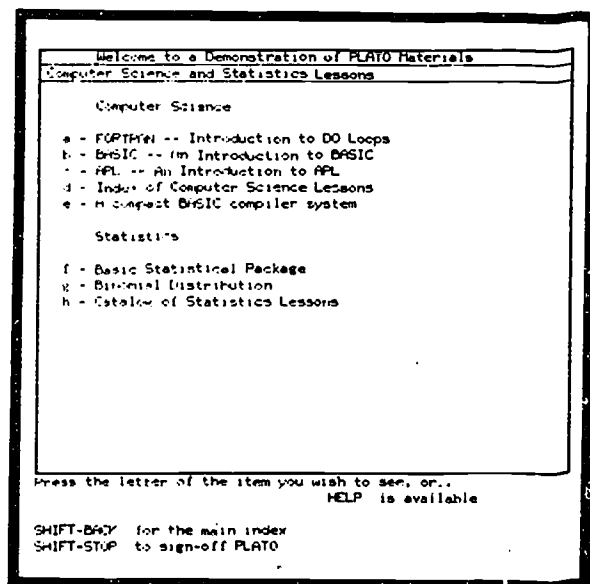 Welcome to a Demonstration of PLATO Materials
Computer Science and Statistics Lessons
Computer Science
a - FORTRAN -- Introduction to DO Loops
b - BASIC -- An Introduction to BASIC
c - APL -- An Introduction to APL
d - Index of Computer Science Lessons
e - A compact BASIC compiler system
Statistics
f - Basic Statistical Package
g - Binomial Distribution
h - Catalog of Statistics Lessons
Press the letter of the item you wish to see, or..
HELP is available
SHIFT-BACK for the main index
SHIFT-STOP to sign-off PLATO